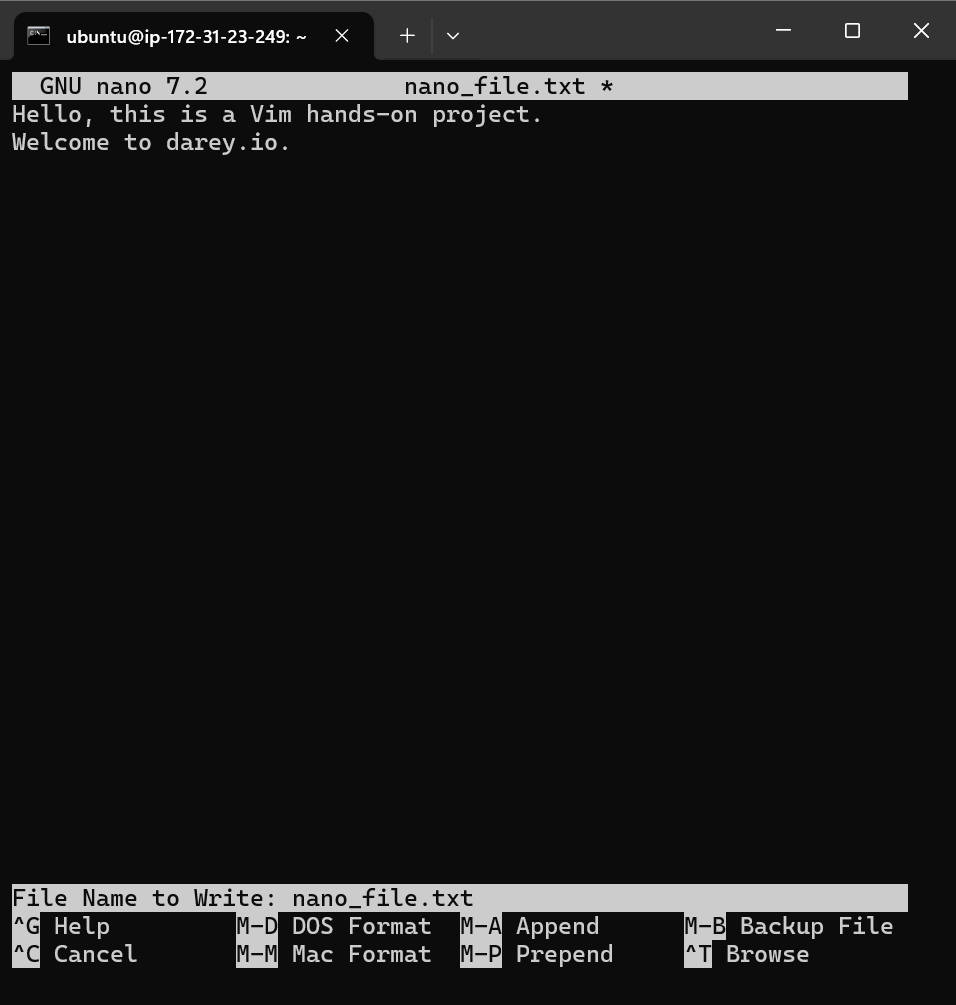 ubuntu@ip-172-31-23-249: ~
GNU nano 7.2 nano_file.txt *
Hello, this is a Vim hands-on project.
Welcome to darey.io.
File Name to Write: nano_file.txt
^G Help M-D DOS Format M-A Append M-B Backup File
^C Cancel M-M Mac Format M-P Prepend ^T Browse